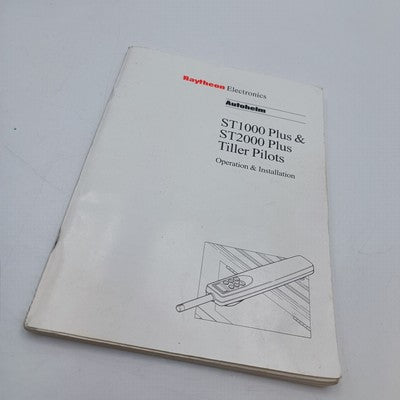 Raytheon Electronics
Autohelm
ST1000 Plus &
ST2000 Plus
Tiller Pilots
Operation & Installation